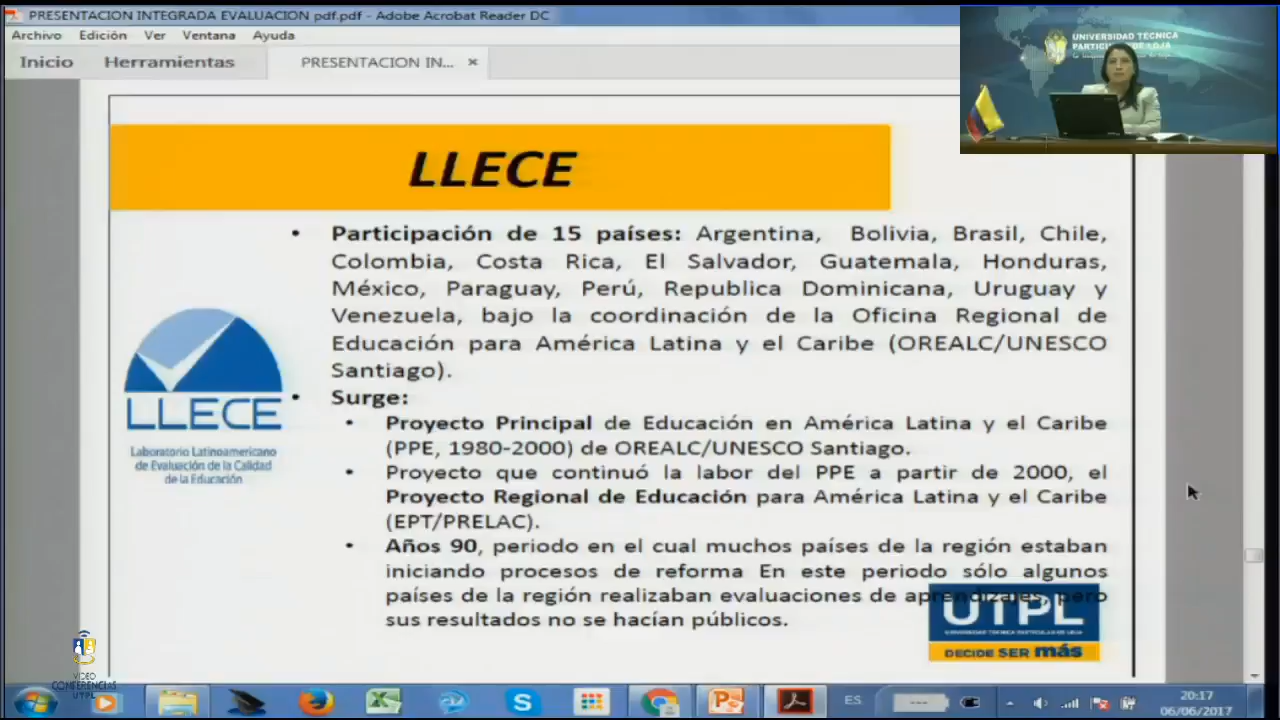 PRESENTACION INTEGRADA EVALUACION pdf.pdf - Adobe Acrobat Reader DC
Archivo Edición Ver Ventana Ayuda
Inicio Herramientas PRESENTACION IN... ×
UNIVERSIDAD TÉCNICA
PARTICULAR DE LOJA
LLECE
• Participación de 15 países: Argentina, Bolivia, Brasil, Chile,
Colombia, Costa Rica, El Salvador, Guatemala, Honduras,
México, Paraguay, Perú, Republica Dominicana, Uruguay y
Venezuela, bajo la coordinación de la Oficina Regional de
Educación para América Latina y el Caribe (OREALC/UNESCO
Santiago).
• Surge:
• Proyecto Principal de Educación en América Latina y el Caribe
(PPE, 1980-2000) de OREALC/UNESCO Santiago.
• Proyecto que continuó la labor del PPE a partir de 2000, el
Proyecto Regional de Educación para América Latina y el Caribe
(EPT/PRELAC).
• Años 90, periodo en el cual muchos países de la región estaban
iniciando procesos de reforma En este periodo sólo algunos
países de la región realizaban evaluaciones de aprendizajes, pero
sus resultados no se hacían públicos.
LLECE
Laboratorio Latinoamericano
de Evaluación de la Calidad
de la Educación
UTPL
UNIVERSIDAD TÉCNICA PARTICULAR DE LOJA
DECIDE SER más
VIDEO
CONFERENCIAS
UTPL
ES
20:17
06/06/2017